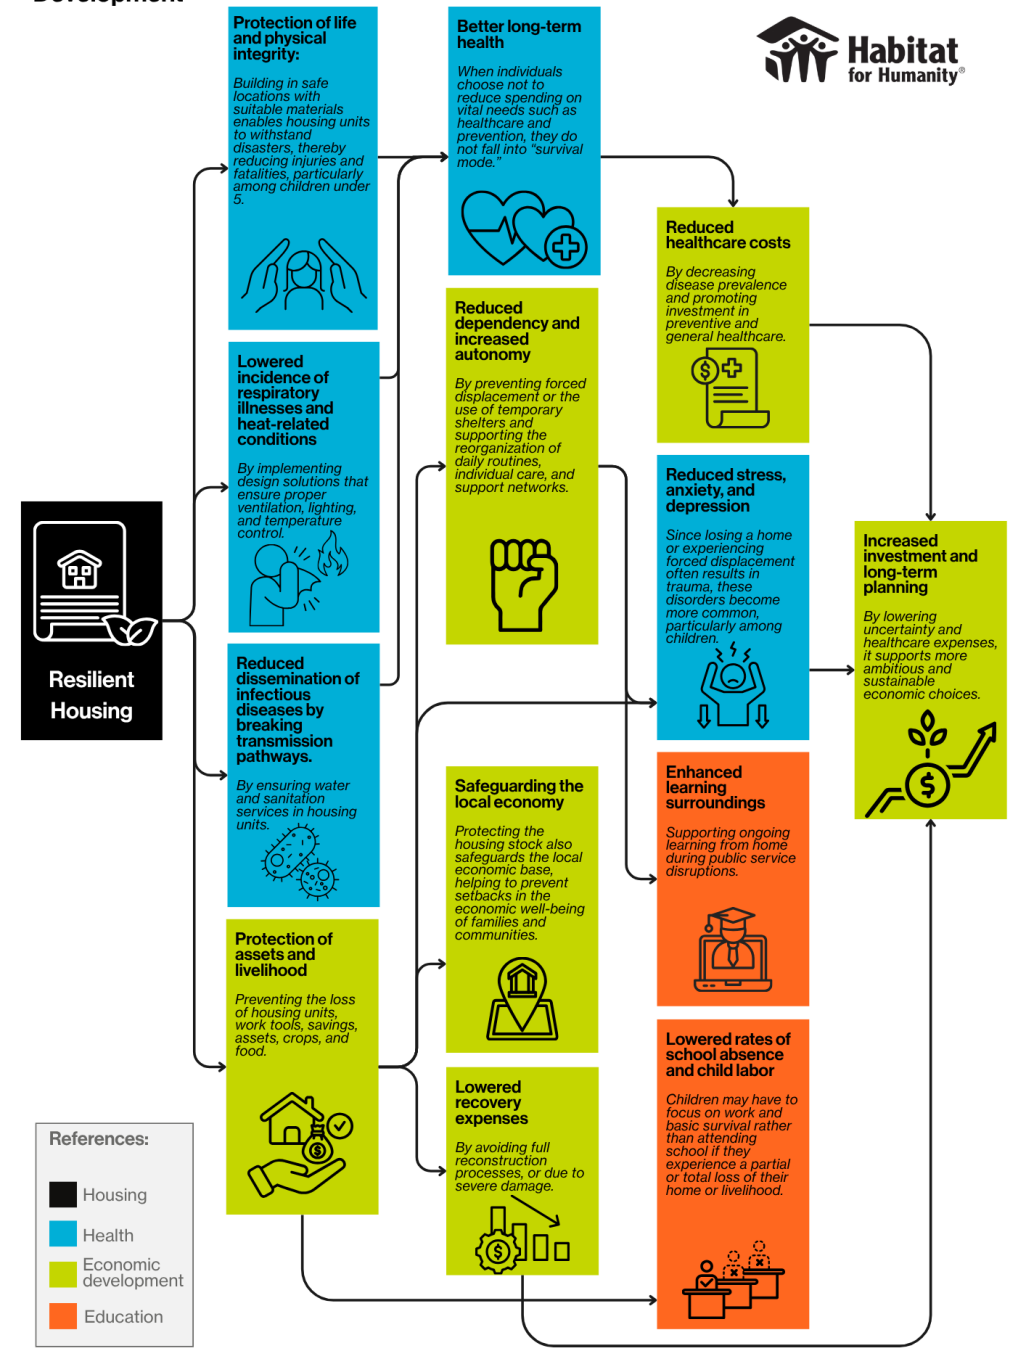 Development
Habitat
for Humanity®
Protection of life
and physical
integrity:
Building in safe
locations with
suitable materials
enables housing units
to withstand
disasters, thereby
reducing injuries and
fatalities, particularly
among children under
5.
Better long-term
health
When individuals
choose not to
reduce spending on
vital needs such as
healthcare and
prevention, they do
not fall into "survival
mode."
Reduced
healthcare costs
By decreasing
disease prevalence
and promoting
investment in
preventive and
general healthcare.
Lowered
incidence of
respiratory
illnesses and
heat-related
conditions
By implementing
design solutions that
ensure proper
ventilation, lighting,
and temperature
control.
Reduced
dependency and
increased
autonomy
By preventing forced
displacement or the
use of temporary
shelters and
supporting the
reorganization of
daily routines,
individual care, and
support networks.
Reduced stress,
anxiety, and
depression
Since losing a home
or experiencing
forced displacement
often results in
trauma, these
disorders become
more common,
particularly among
children.
Increased
investment and
long-term
planning
By lowering
uncertainty and
healthcare expenses,
it supports more
ambitious and
sustainable
economic choices.
Resilient
Housing
Reduced
dissemination of
infectious
diseases by
breaking
transmission
pathways.
By ensuring water
and sanitation
services in housing
units.
Safeguarding the
local economy
Protecting the
housing stock also
safeguards the local
economic base,
helping to prevent
setbacks in the
economic well-being
of families and
communities.
Enhanced
learning
surroundings
Supporting ongoing
learning from home
during public service
disruptions.
Protection of
assets and
livelihood
Preventing the loss
of housing units,
work tools, savings,
assets, crops, and
food.
Lowered
recovery
expenses
By avoiding full
reconstruction
processes, or due to
severe damage.
Lowered rates of
school absence
and child labor
Children may have to
focus on work and
basic survival rather
than attending
school if they
experience a partial
or total loss of their
home or livelihood.
References:
Housing
Health
Economic
development
Education